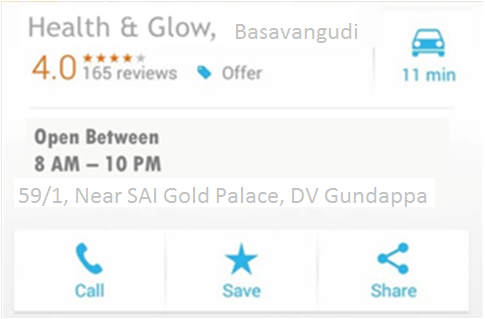 Health & Glow, Basavangudi
4.0 165 reviews Offer
11 min
Open Between
8 AM – 10 PM
59/1, Near SAI Gold Palace, DV Gundappa
Call Save Share